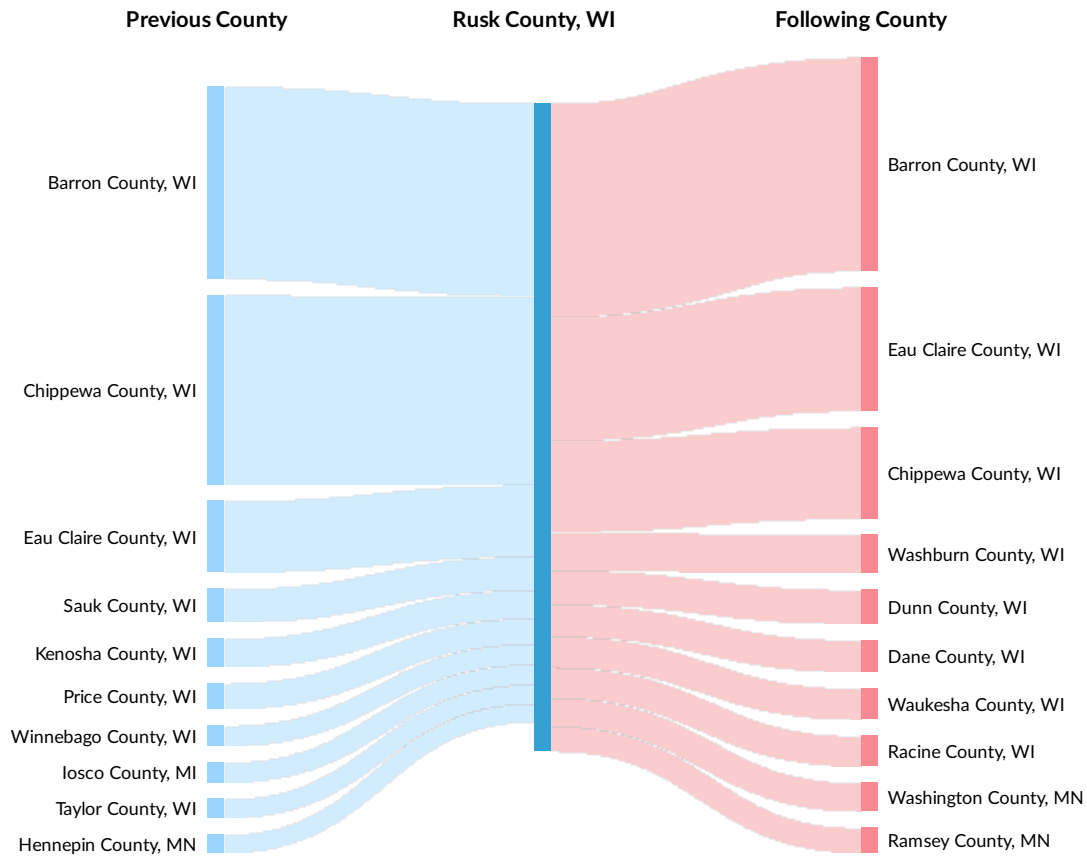 Previous County
Rusk County, WI
Following County
Barron County, WI
Chippewa County, WI
Eau Claire County, WI
Sauk County, WI
Kenosha County, WI
Price County, WI
Winnebago County, WI
Iosco County, MI
Taylor County, WI
Hennepin County, MN
Barron County, WI
Eau Claire County, WI
Chippewa County, WI
Washburn County, WI
Dunn County, WI
Dane County, WI
Waukesha County, WI
Racine County, WI
Washington County, MN
Ramsey County, MN